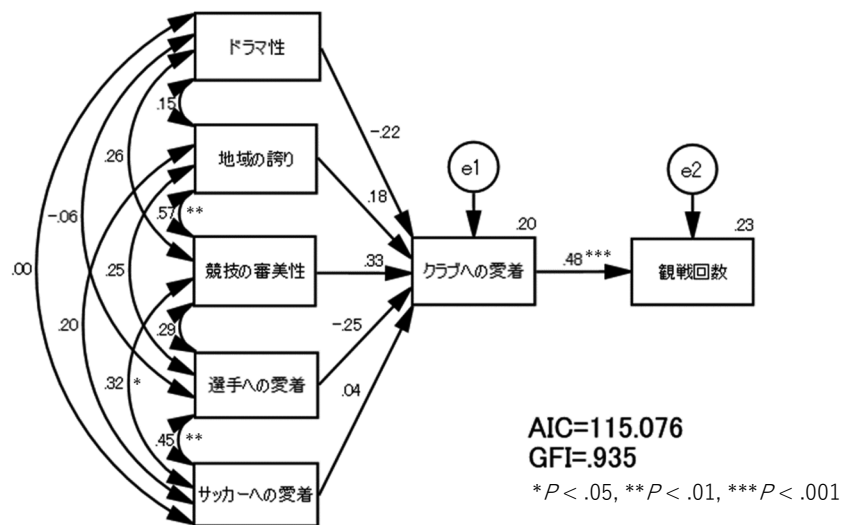 ドラマ性
.15
-.22
.26
地域の誇り
e1
e2
-.06
.57 **
.18
.20
.23
.00
.25
競技の審美性
.33
クラブへの愛着
.48 ***
観戦回数
.20
.29
-.25
.32 *
選手への愛着
.04
.45 **
サッカーへの愛着
AIC=115.076
GFI=.935
*P < .05, **P < .01, ***P < .001